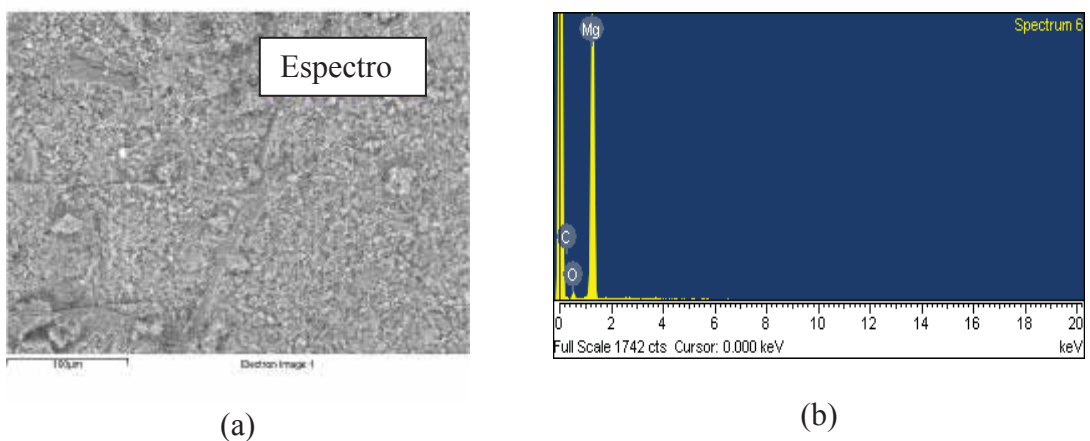 Espectro
100µm
Electron Image 1
(a)
Spectrum 6
Mg
C
O
0 2 4 6 8 10 12 14 16 18 20
Full Scale 1742 cts Cursor: 0.000 keV
keV
(b)